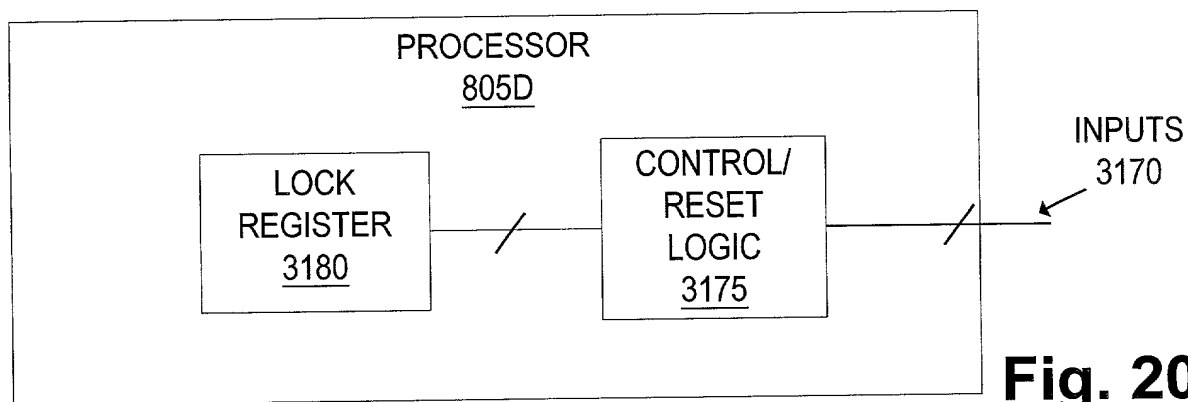 PROCESSOR
805D
LOCK
REGISTER
3180
CONTROL/
RESET
LOGIC
3175
INPUTS
3170
Fig. 20